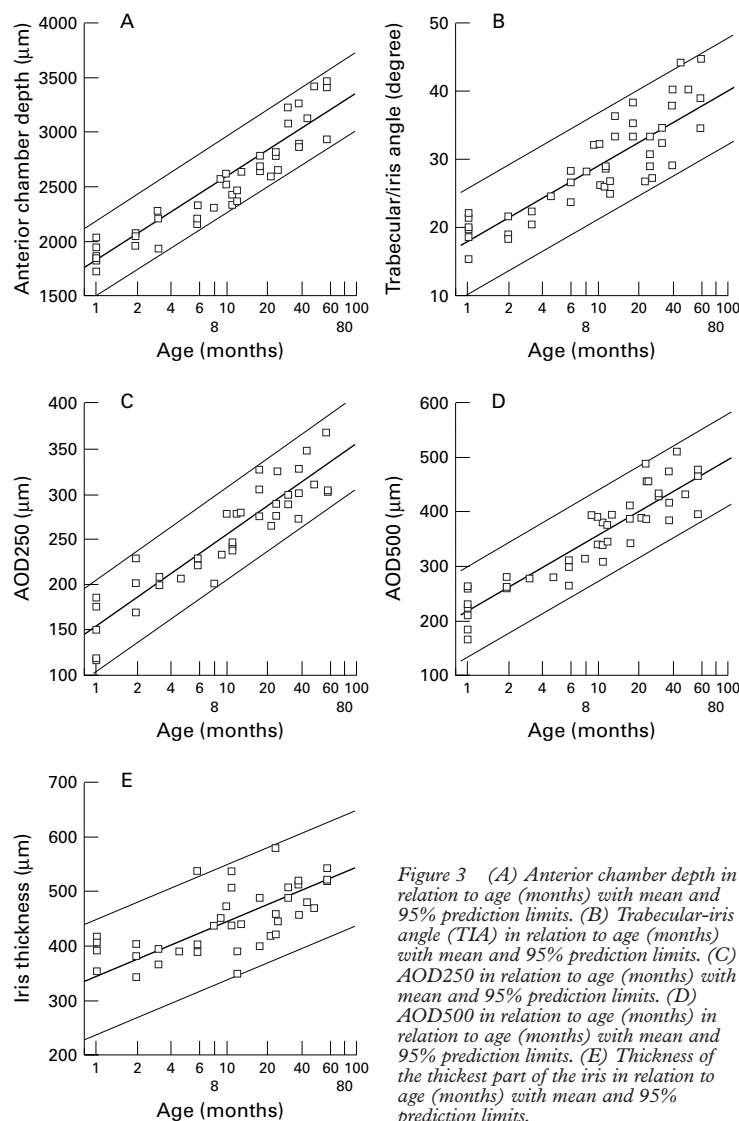 A
Anterior chamber depth (μm)
4000
3500
3000
2500
2000
1500
1 2 4 6 10 20 40 60 100
8 80
Age (months)
B
Trabecular/iris angle (degree)
50
40
30
20
10
1 2 4 6 10 20 40 60 100
8 80
Age (months)
C
AOD250 (μm)
400
350
300
250
200
150
100
1 2 4 6 10 20 40 60 100
8 80
Age (months)
D
AOD500 (μm)
600
500
400
300
200
100
1 2 4 6 10 20 40 60 100
8 80
Age (months)
E
Iris thickness (μm)
700
600
500
400
300
200
1 2 4 6 10 20 40 60 100
8 80
Age (months)
Figure 3 (A) Anterior chamber depth in
relation to age (months) with mean and
95% prediction limits. (B) Trabecular-iris
angle (TIA) in relation to age (months)
with mean and 95% prediction limits. (C)
AOD250 in relation to age (months) with
mean and 95% prediction limits. (D)
AOD500 in relation to age (months) in
relation to age (months) with mean and
95% prediction limits. (E) Thickness of
the thickest part of the iris in relation to
age (months) with mean and 95%
prediction limits.